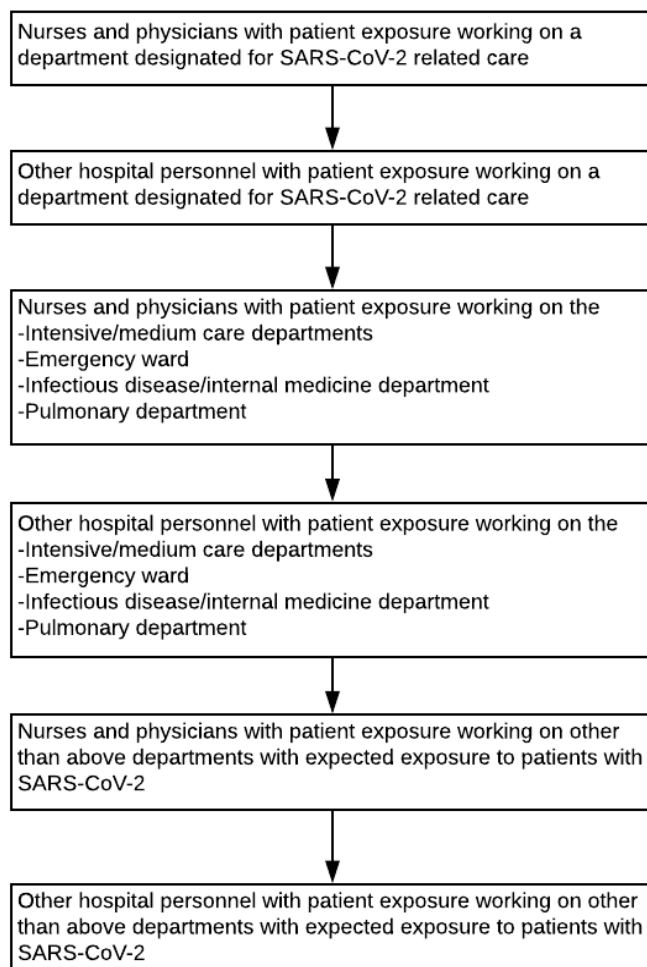 Nurses and physicians with patient exposure working on a
department designated for SARS-CoV-2 related care
Other hospital personnel with patient exposure working on a
department designated for SARS-CoV-2 related care
Nurses and physicians with patient exposure working on the
-Intensive/medium care departments
-Emergency ward
-Infectious disease/internal medicine department
-Pulmonary department
Other hospital personnel with patient exposure working on the
-Intensive/medium care departments
-Emergency ward
-Infectious disease/internal medicine department
-Pulmonary department
Nurses and physicians with patient exposure working on other
than above departments with expected exposure to patients with
SARS-CoV-2
Other hospital personnel with patient exposure working on other
than above departments with expected exposure to patients with
SARS-CoV-2